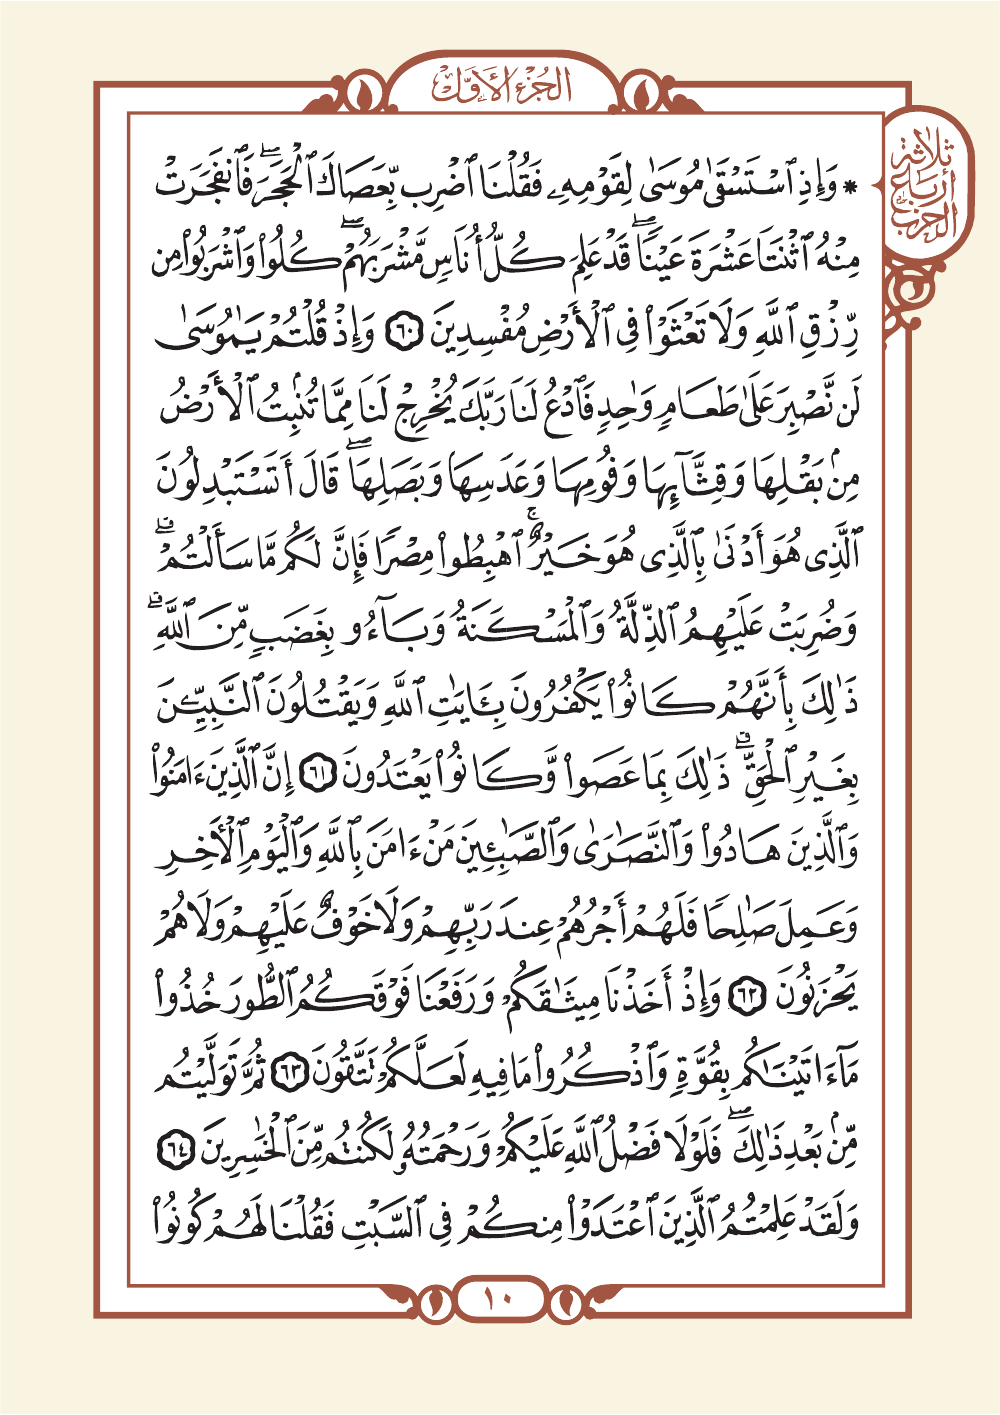 الجُزْءُ الأَوَّلُ
ثلاثة
أرباع
الحزب
* وَإِذِ ٱسْتَسْقَىٰ مُوسَىٰ لِقَوْمِهِۦ فَقُلْنَا ٱضْرِب بِّعَصَاكَ ٱلْحَجَرَۖ فَٱنفَجَرَتْ
مِنْهُ ٱثْنَتَا عَشْرَةَ عَيْنًاۖ قَدْ عَلِمَ كُلُّ أُنَاسٍ مَّشْرَبَهُمْۖ كُلُوا۟ وَٱشْرَبُوا۟ مِن
رِّزْقِ ٱللَّهِ وَلَا تَعْثَوْا۟ فِى ٱلْأَرْضِ مُفْسِدِينَ ٦٠ وَإِذْ قُلْتُمْ يَـٰمُوسَىٰ
لَن نَّصْبِرَ عَلَىٰ طَعَامٍ وَٰحِدٍ فَٱدْعُ لَنَا رَبَّكَ يُخْرِجْ لَنَا مِمَّا تُنۢبِتُ ٱلْأَرْضُ
مِنۢ بَقْلِهَا وَقِثَّآئِهَا وَفُومِهَا وَعَدَسِهَا وَبَصَلِهَاۖ قَالَ أَتَسْتَبْدِلُونَ
ٱلَّذِى هُوَ أَدْنَىٰ بِٱلَّذِى هُوَ خَيْرٌۚ ٱهْبِطُوا۟ مِصْرًا فَإِنَّ لَكُم مَّا سَأَلْتُمْۗ
وَضُرِبَتْ عَلَيْهِمُ ٱلذِّلَّةُ وَٱلْمَسْكَنَةُ وَبَآءُو بِغَضَبٍ مِّنَ ٱللَّهِۗ
ذَٰلِكَ بِأَنَّهُمْ كَانُوا۟ يَكْفُرُونَ بِـَٔايَـٰتِ ٱللَّهِ وَيَقْتُلُونَ ٱلنَّبِيِّـۧنَ
بِغَيْرِ ٱلْحَقِّۗ ذَٰلِكَ بِمَا عَصَوا۟ وَّكَانُوا۟ يَعْتَدُونَ ٦١ إِنَّ ٱلَّذِينَ ءَامَنُوا۟
وَٱلَّذِينَ هَادُوا۟ وَٱلنَّصَـٰرَىٰ وَٱلصَّـٰبِـِٔينَ مَنْ ءَامَنَ بِٱللَّهِ وَٱلْيَوْمِ ٱلْـَٔاخِرِ
وَعَمِلَ صَـٰلِحًا فَلَهُمْ أَجْرُهُمْ عِندَ رَبِّهِمْ وَلَا خَوْفٌ عَلَيْهِمْ وَلَا هُمْ
يَحْزَنُونَ ٦٢ وَإِذْ أَخَذْنَا مِيثَـٰقَكُمْ وَرَفَعْنَا فَوْقَكُمُ ٱلطُّورَ خُذُوا۟
مَآ ءَاتَيْنَـٰكُم بِقُوَّةٍ وَٱذْكُرُوا۟ مَا فِيهِ لَعَلَّكُمْ تَتَّقُونَ ٦٣ ثُمَّ تَوَلَّيْتُم
مِّنۢ بَعْدِ ذَٰلِكَۖ فَلَوْلَا فَضْلُ ٱللَّهِ عَلَيْكُمْ وَرَحْمَتُهُۥ لَكُنتُم مِّنَ ٱلْخَـٰسِرِينَ ٦٤
وَلَقَدْ عَلِمْتُمُ ٱلَّذِينَ ٱعْتَدَوْا۟ مِنكُمْ فِى ٱلسَّبْتِ فَقُلْنَا لَهُمْ كُونُوا۟
١٠